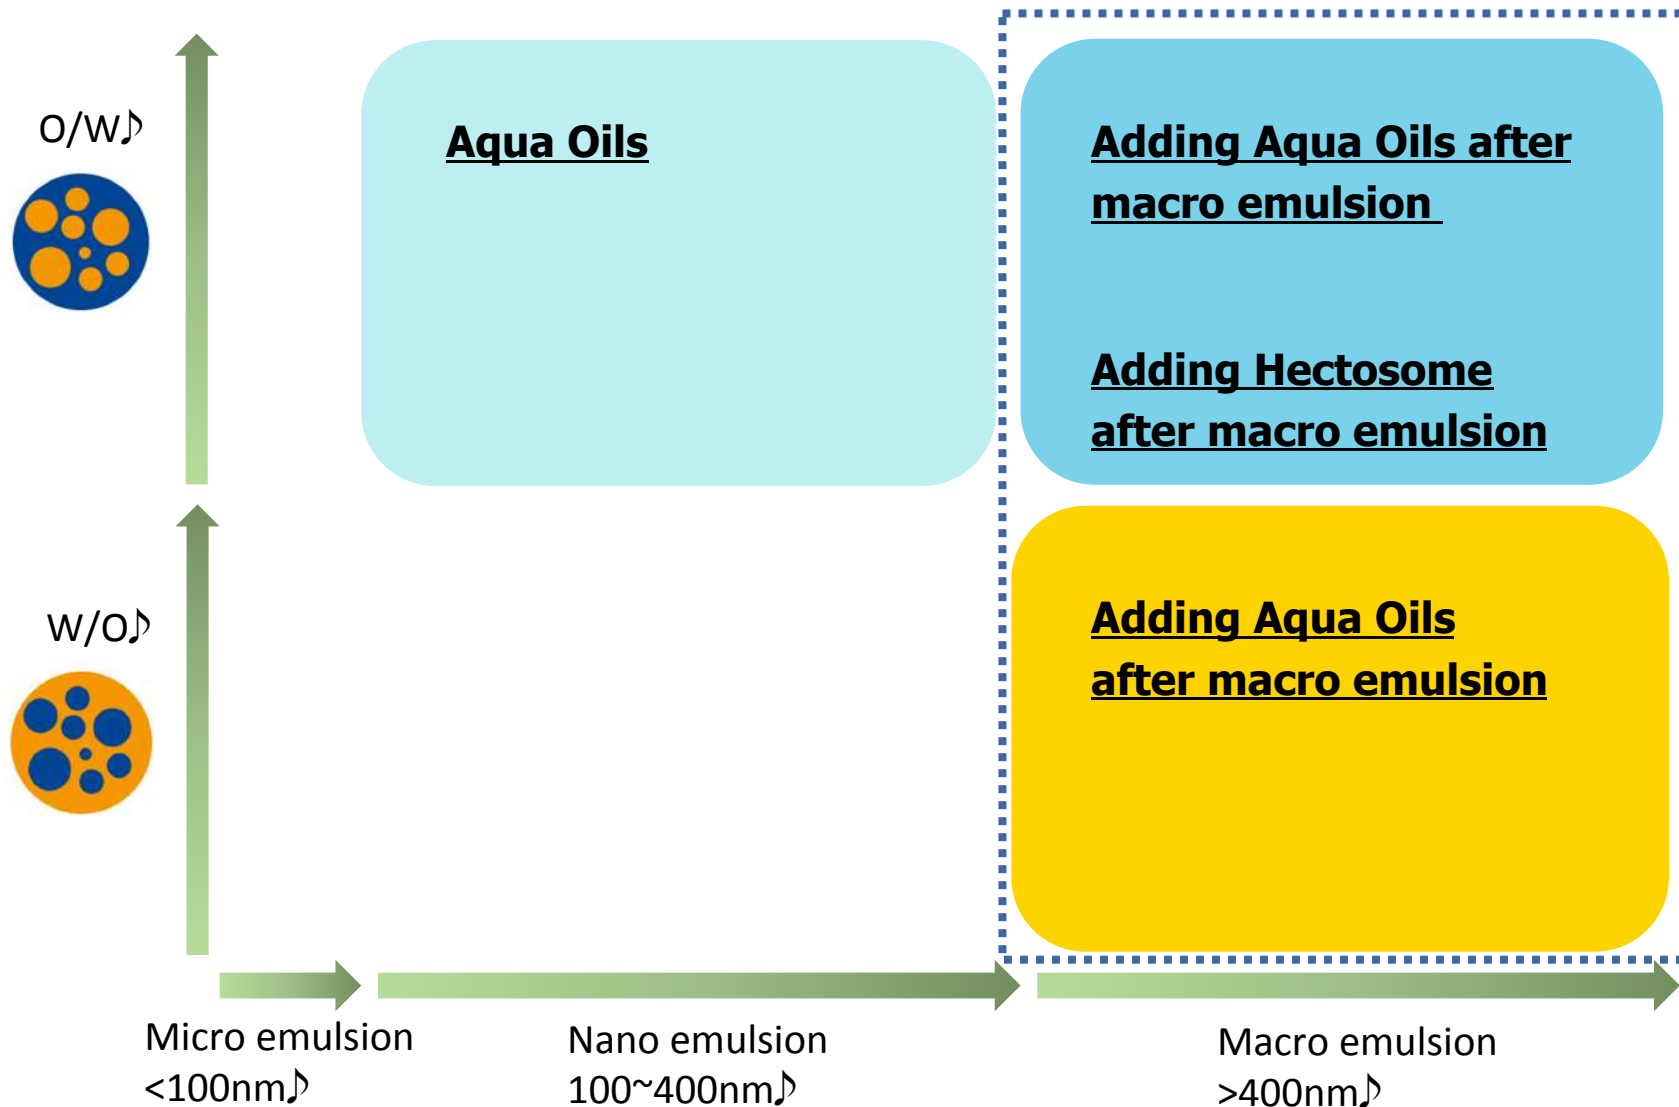 O/W♪
Aqua Oils
Adding Aqua Oils after
macro emulsion
Adding Hectosome
after macro emulsion
W/O♪
Adding Aqua Oils
after macro emulsion
Micro emulsion
<100nm♪
Nano emulsion
100~400nm♪
Macro emulsion
>400nm♪